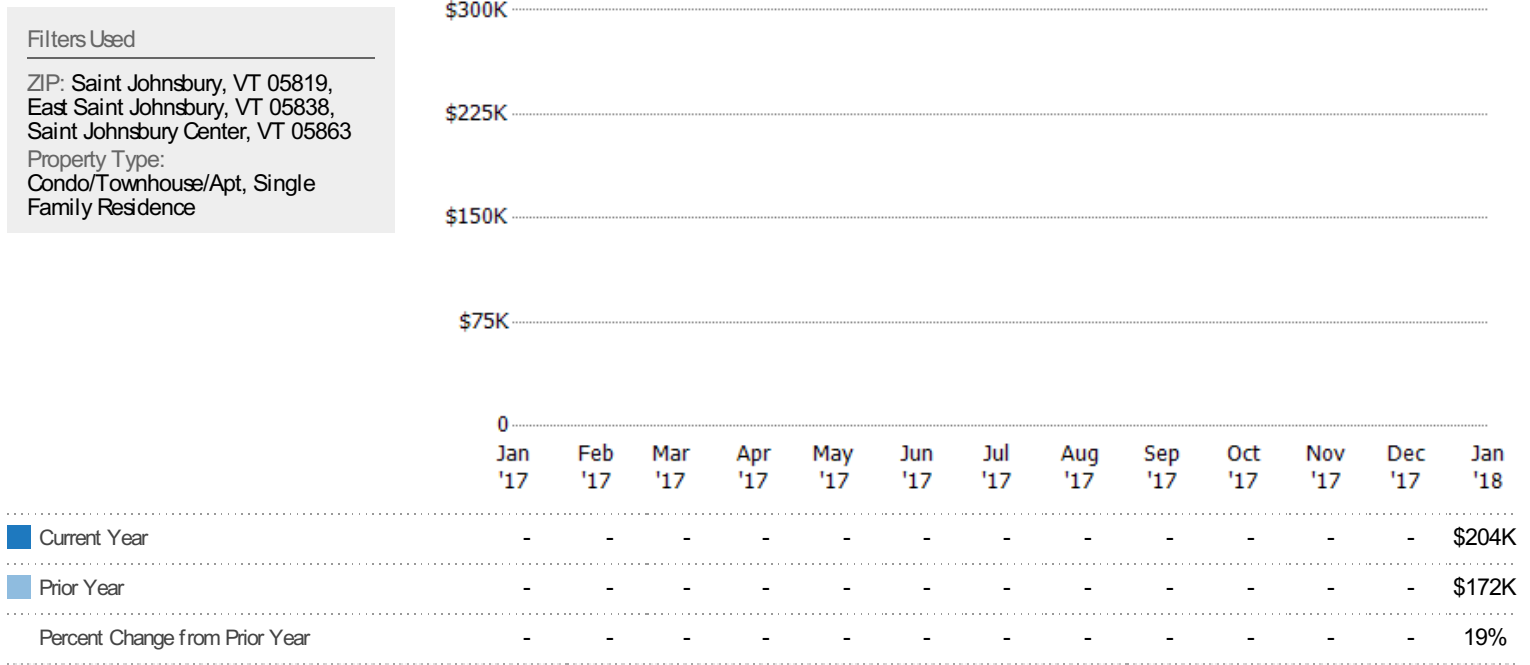 Filters Used
ZIP: Saint Johnsbury, VT 05819,
East Saint Johnsbury, VT 05838,
Saint Johnsbury Center, VT 05863
Property Type:
Condo/Townhouse/Apt, Single
Family Residence
$300K
$225K
$150K
$75K
0
Jan Feb Mar Apr May Jun Jul Aug Sep Oct Nov Dec Jan
'17 '17 '17 '17 '17 '17 '17 '17 '17 '17 '17 '17 '18
Current Year - - - - - - - - - - - - $204K
Prior Year - - - - - - - - - - - - $172K
Percent Change from Prior Year - - - - - - - - - - - - 19%